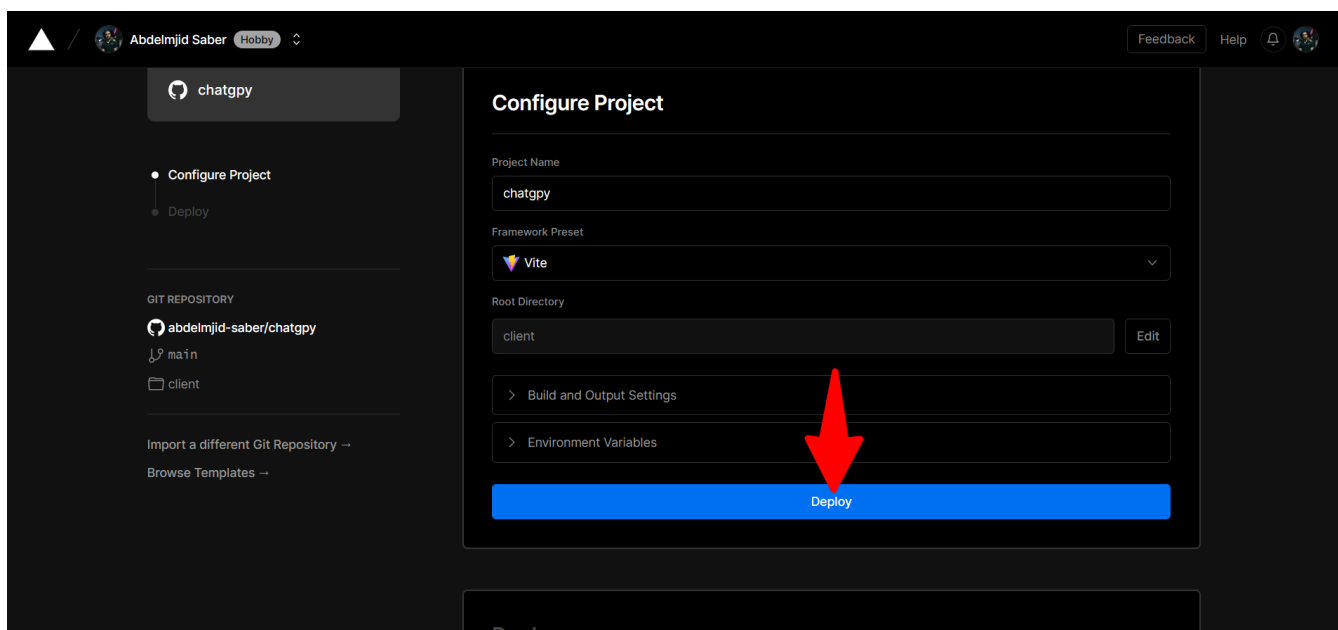 Abdelmjid Saber Hobby
Feedback Help
chatgpy
Configure Project
Deploy
GIT REPOSITORY
abdelmjid-saber/chatgpy
main
client
Import a different Git Repository →
Browse Templates →
Configure Project
Project Name
chatgpy
Framework Preset
Vite
Root Directory
client Edit
Build and Output Settings
Environment Variables
Deploy